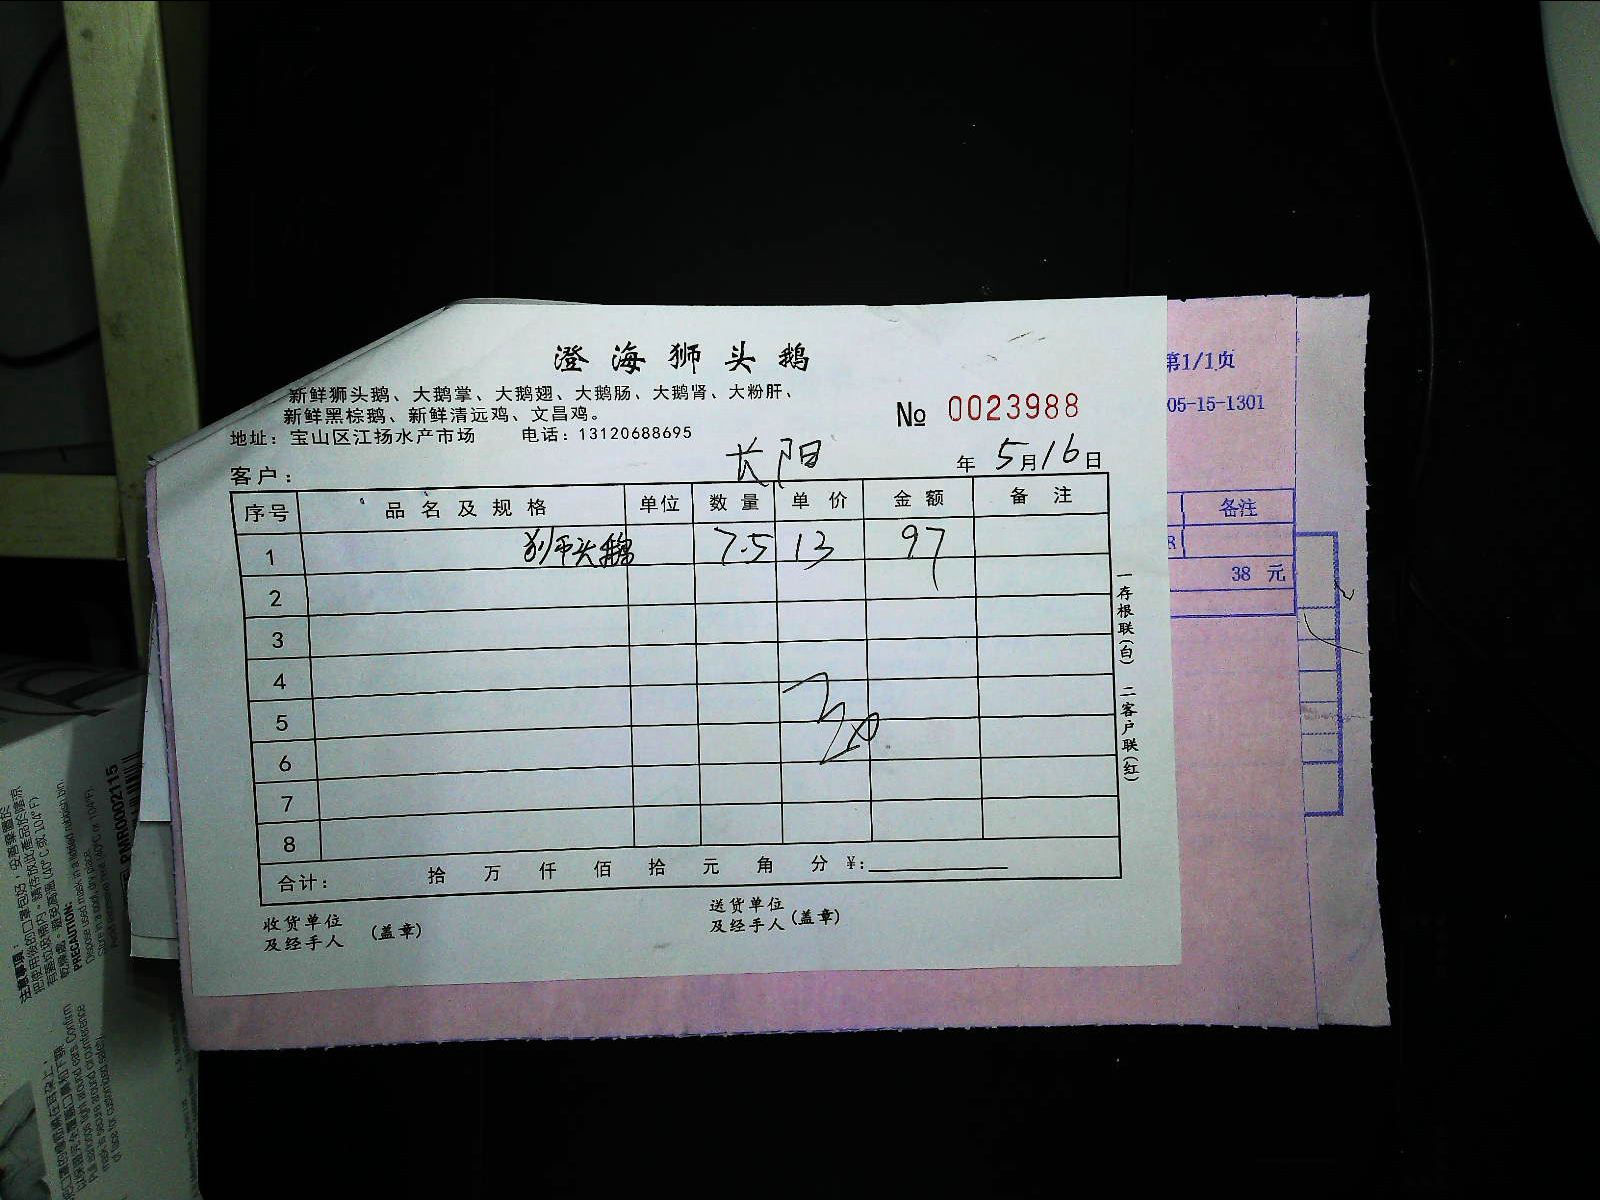 澄海狮头鹅
新鲜狮头鹅、大鹅掌、大鹅翅、大鹅肠、大鹅肾、大粉肝、
新鲜黑棕鹅、新鲜清远鸡、文昌鸡。
№ 0023988
地址：宝山区江扬水产市场 电话：13120688695
客户： 长阳 年 5月16日
序号 品名及规格 单位 数量 单价 金额 备注
1 狮头鹅 7.5 13 97
2
3
4
5
6
7
8
合计： 拾 万 仟 佰 拾 元 角 分 ¥：
收货单位
及经手人 (盖章)
送货单位
及经手人 (盖章)
一存根联(白) 二客户联(红)
第1/1页
05-15-1301
备注
38 元
PMR0002115
注意事項：
PRECAUTION: